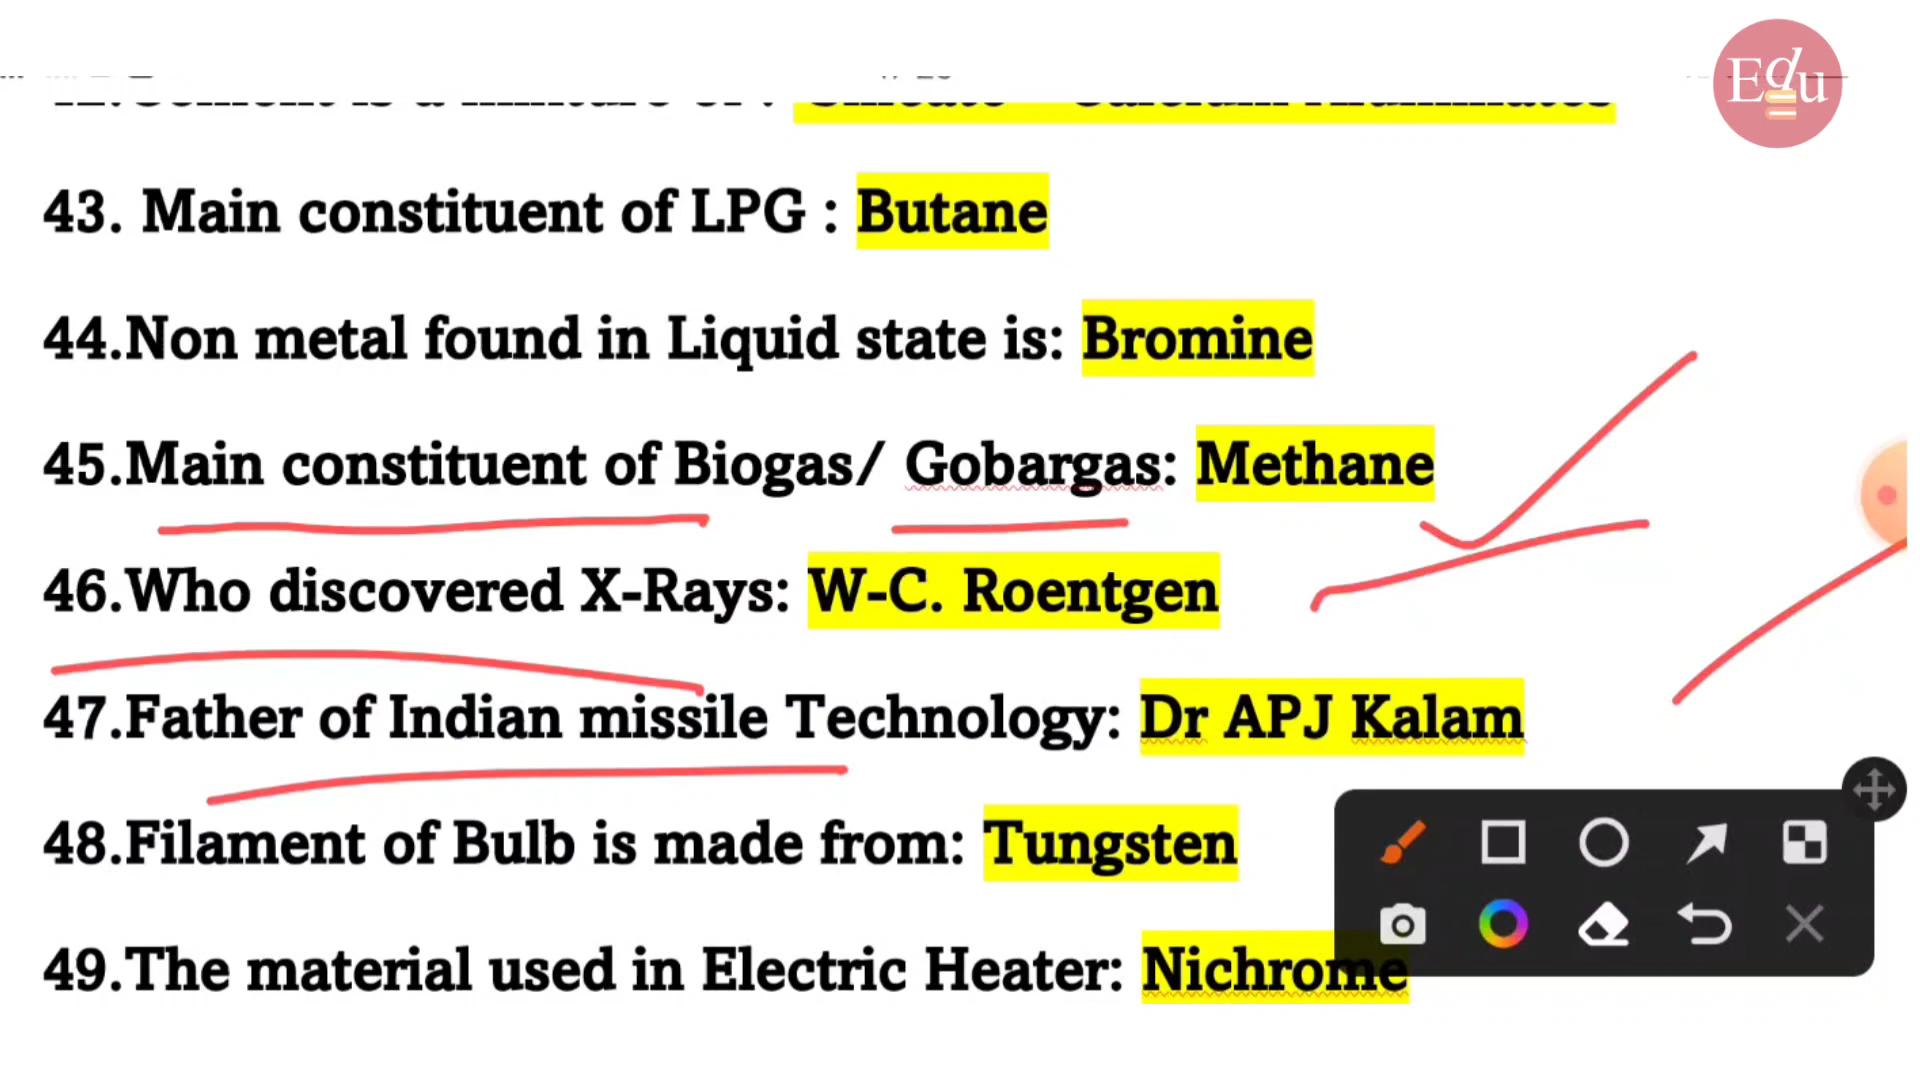 Edu
43. Main constituent of LPG : Butane
44.Non metal found in Liquid state is: Bromine
45.Main constituent of Biogas/ Gobargas: Methane
46.Who discovered X-Rays: W-C. Roentgen
47.Father of Indian missile Technology: Dr APJ Kalam
48.Filament of Bulb is made from: Tungsten
49.The material used in Electric Heater: Nichrome